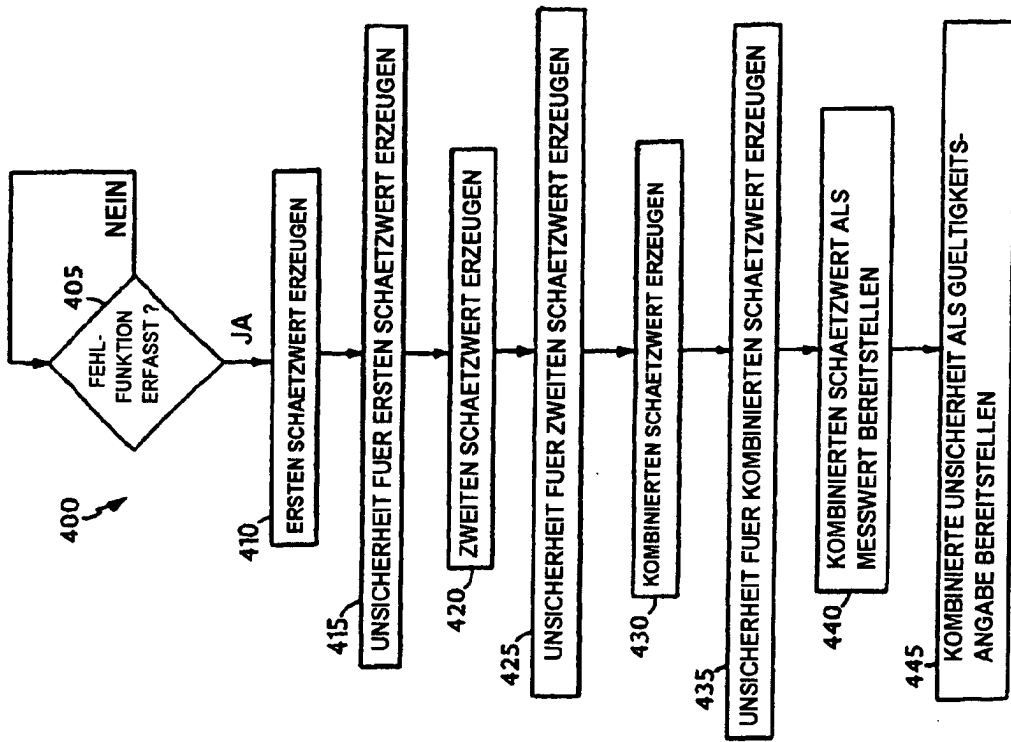 400
FEHL-
FUNKTION
ERFASST ?
405
NEIN
JA
410
ERSTEN SCHAETZWERT ERZEUGEN
415
UNSICHERHEIT FUER ERSTEN SCHAETZWERT ERZEUGEN
420
ZWEITEN SCHAETZWERT ERZEUGEN
425
UNSICHERHEIT FUER ZWEITEN SCHAETZWERT ERZEUGEN
430
KOMBINIERTEN SCHAETZWERT ERZEUGEN
435
UNSICHERHEIT FUER KOMBINIERTEN SCHAETZWERT ERZEUGEN
440
KOMBINIERTEN SCHAETZWERT ALS
MESSWERT BEREITSTELLEN
445
KOMBINIERTE UNSICHERHEIT ALS GUELTIGKEITS-
ANGABE BEREITSTELLEN